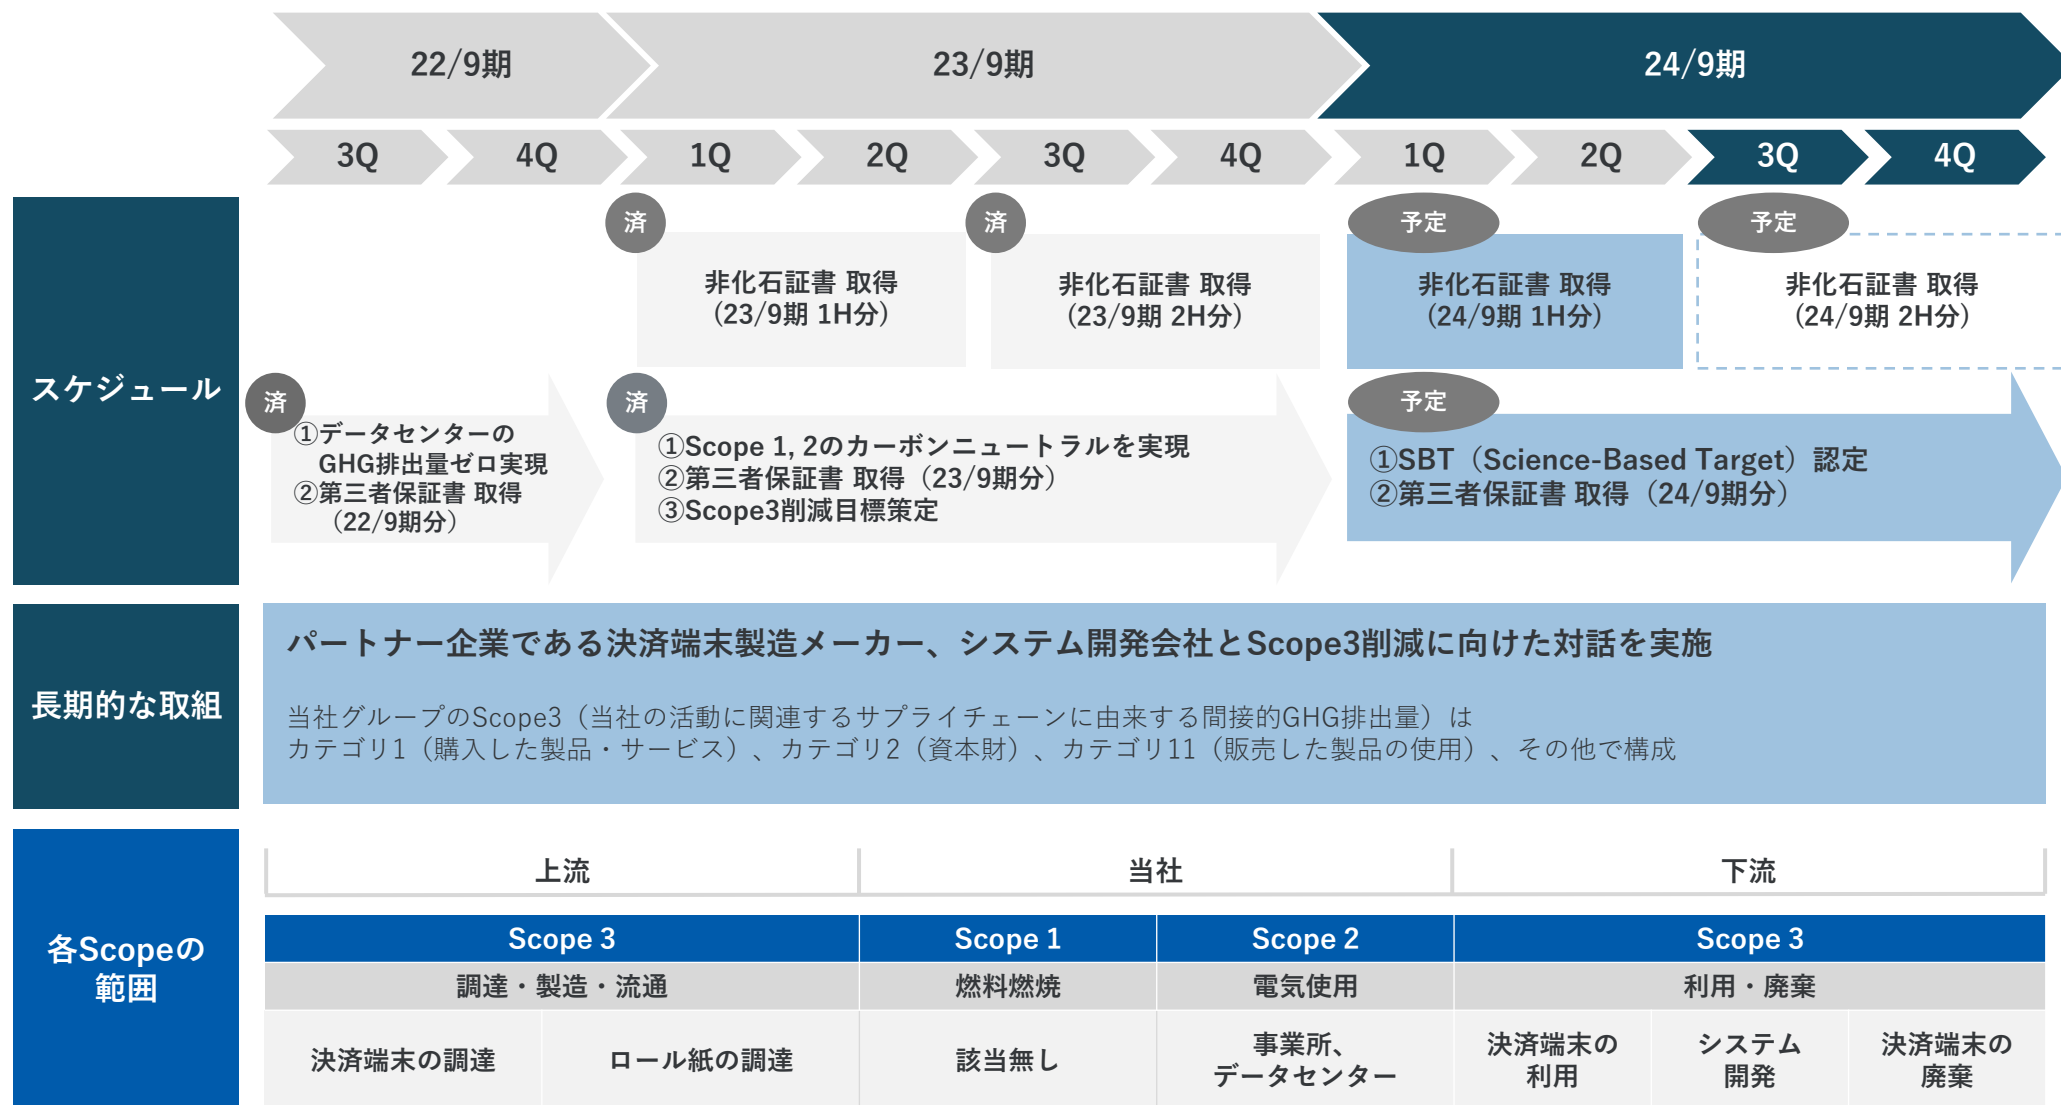 22/9期
23/9期
24/9期
3Q
4Q
1Q
2Q
3Q
4Q
1Q
2Q
3Q
4Q
スケジュール
済
非化石証書 取得
(23/9期 1H分)
済
非化石証書 取得
(23/9期 2H分)
予定
非化石証書 取得
(24/9期 1H分)
予定
非化石証書 取得
(24/9期 2H分)
済
①データセンターの
GHG排出量ゼロ実現
②第三者保証書 取得
（22/9期分）
済
①Scope 1, 2のカーボンニュートラルを実現
②第三者保証書 取得（23/9期分）
③Scope3削減目標策定
予定
①SBT（Science-Based Target）認定
②第三者保証書 取得（24/9期分）
長期的な取組
パートナー企業である決済端末製造メーカー、システム開発会社とScope3削減に向けた対話を実施
当社グループのScope3（当社の活動に関連するサプライチェーンに由来する間接的GHG排出量）は
カテゴリ1（購入した製品・サービス）、カテゴリ2（資本財）、カテゴリ11（販売した製品の使用）、その他で構成
各Scopeの
範囲
上流
当社
下流
Scope 3
Scope 1
Scope 2
Scope 3
調達・製造・流通
燃料燃焼
電気使用
利用・廃棄
決済端末の調達
ロール紙の調達
該当無し
事業所、
データセンター
決済端末の
利用
システム
開発
決済端末の
廃棄